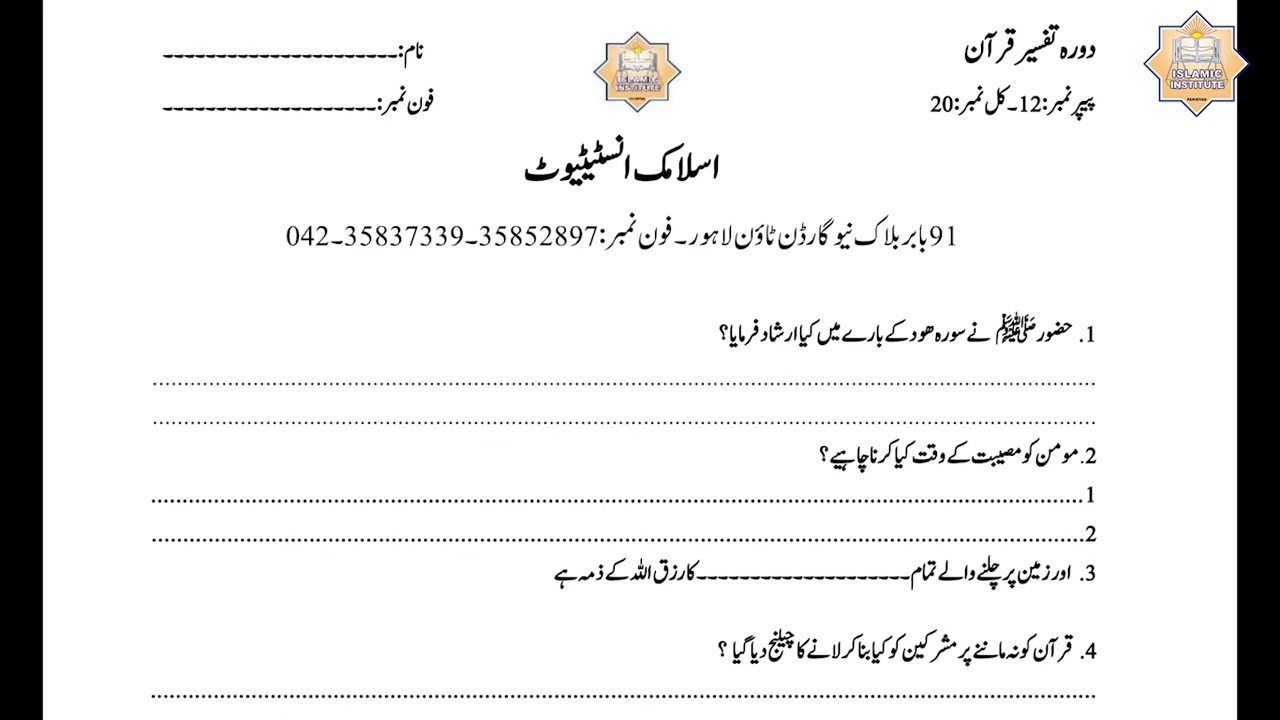 دورہ تفسیر قرآن
نام:----------------------
پیپر نمبر:12۔کل نمبر:20
فون نمبر:--------------------
ISLAMIC INSTITUTE
PAKISTAN
ISLAMIC INSTITUTE
PAKISTAN
اسلامک انسٹیٹیوٹ
91 بابر بلاک نیو گارڈن ٹاؤن لاہور۔ فون نمبر:35852897۔35837339۔042
1. حضور ﷺ نے سورہ ھود کے بارے میں کیا ارشاد فرمایا؟
2. مومن کو مصیبت کے وقت کیا کرنا چاہیے؟
1
2
3. اور زمین پر چلنے والے تمام--------------------کا رزق اللہ کے ذمہ ہے
4. قرآن کو نہ ماننے پر مشرکین کو کیا بنا کر لانے کا چیلنج دیا گیا ؟